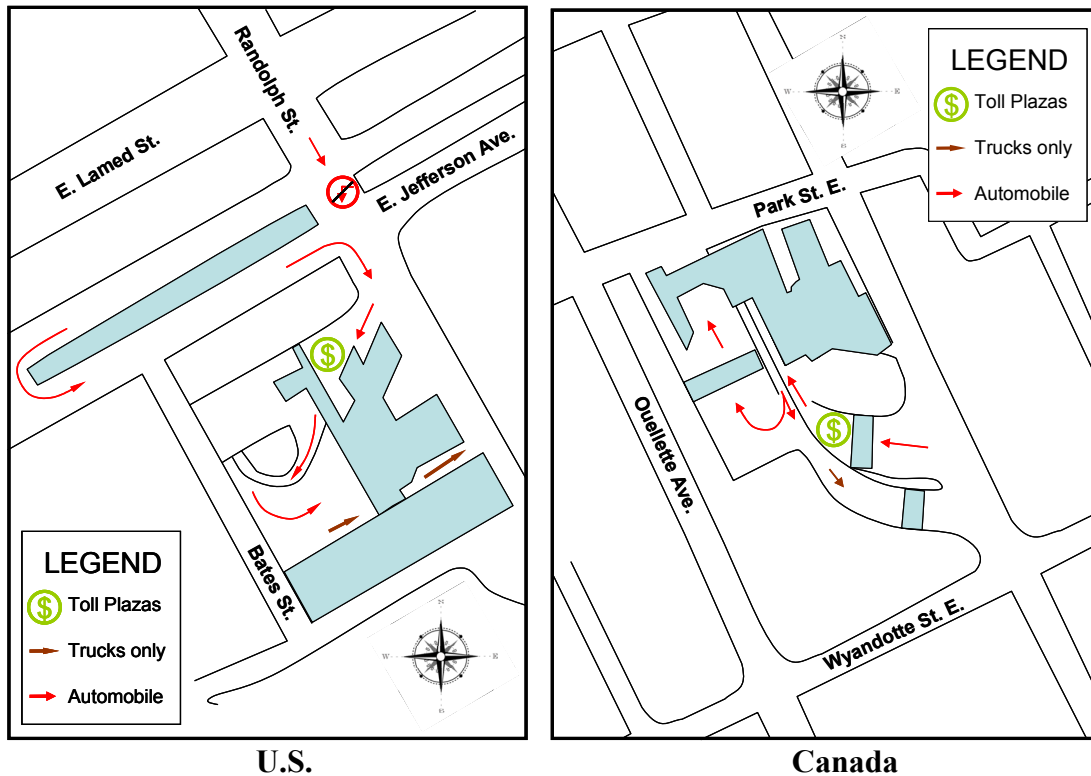 Randolph St.
E. Lamed St.
E. Jefferson Ave.
$
Bates St.
LEGEND
$ Toll Plazas
Trucks only
Automobile
N
W E
S
U.S.
N
W E
S
LEGEND
$ Toll Plazas
Trucks only
Automobile
Park St. E.
Ouellette Ave.
$
Wyandotte St. E.
Canada